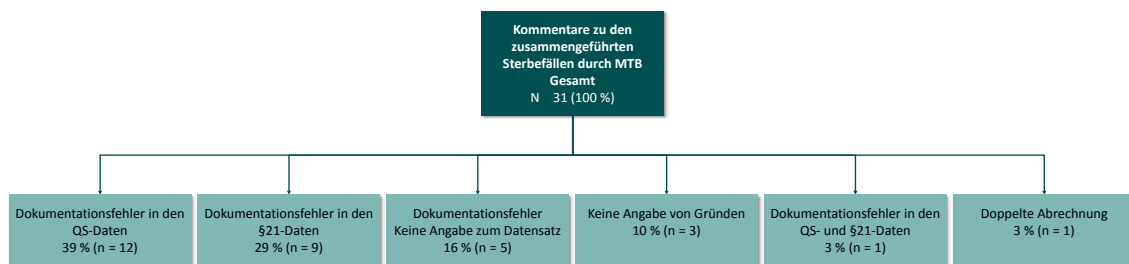 Kommentare zu den
zusammengeführten
Sterbefällen durch MTB
Gesamt
N 31 (100 %)
Dokumentationsfehler in den
QS-Daten
39 % (n = 12)
Dokumentationsfehler in den
§21-Daten
29 % (n = 9)
Dokumentationsfehler
Keine Angabe zum Datensatz
16 % (n = 5)
Keine Angabe von Gründen
10 % (n = 3)
Dokumentationsfehler in den
QS- und §21-Daten
3 % (n = 1)
Doppelte Abrechnung
3 % (n = 1)